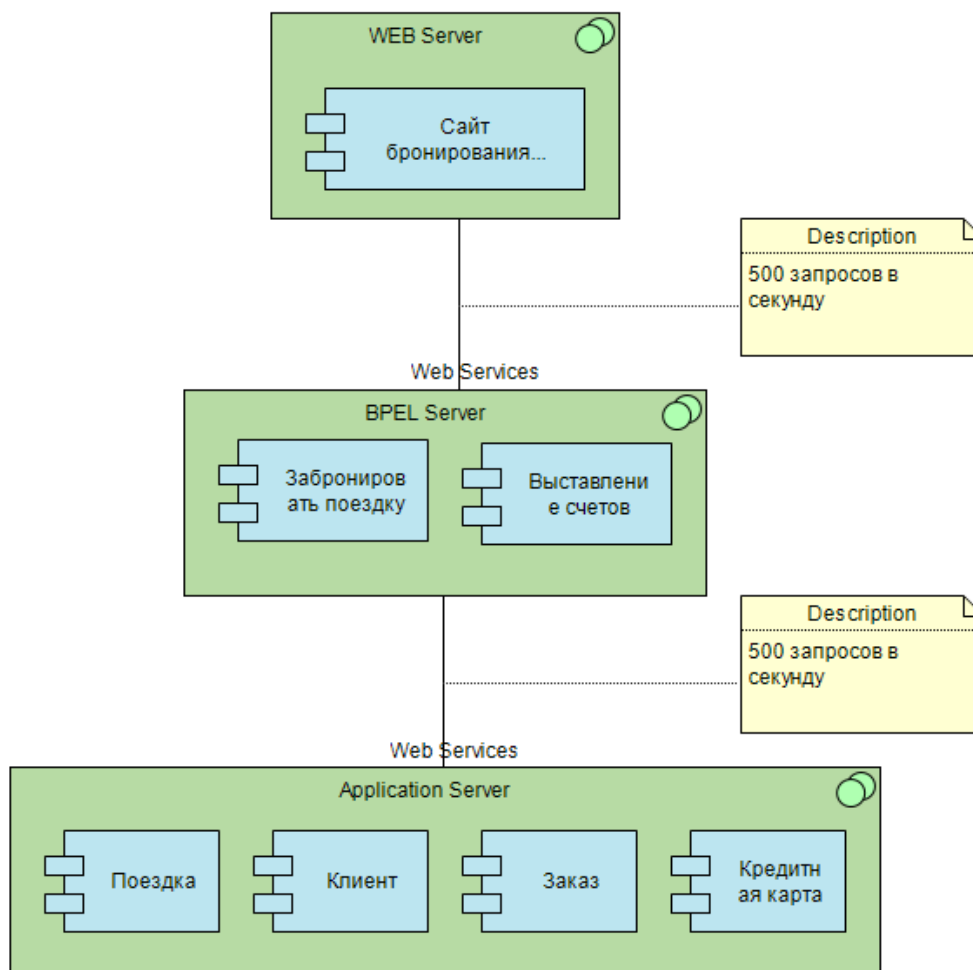 WEB Server
Сайт
бронирования...
Description
500 запросов в
секунду
Web Services
BPEL Server
Заброниров
ать поездку
Выставлени
е счетов
Description
500 запросов в
секунду
Web Services
Application Server
Поездка
Клиент
Заказ
Кредитн
ая карта